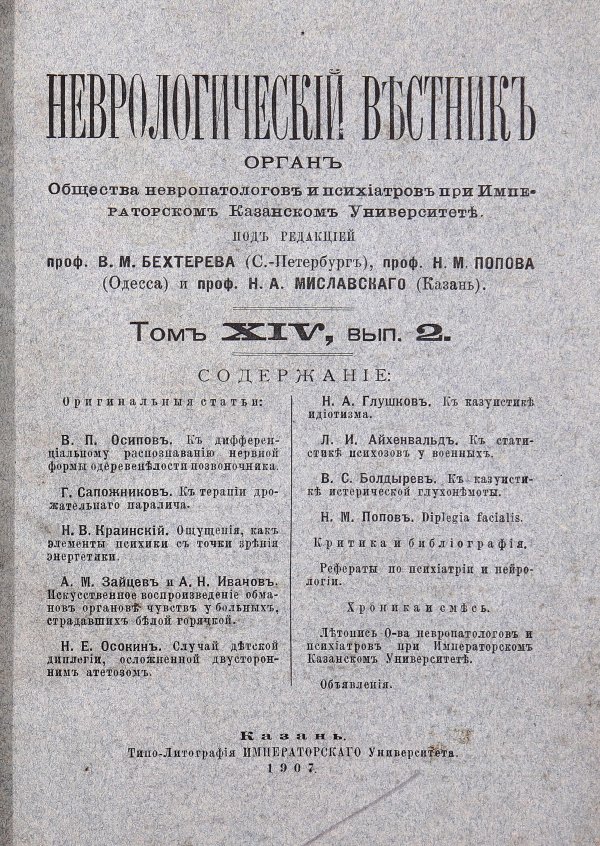 НЕВРОЛОГИЧЕСКІЙ ВѢСТНИКЪ
ОРГАНЪ
Общества невропатологовъ и психіатровъ при Импе-
раторскомъ Казанскомъ Университетѣ.
ПОДЪ РЕДАКЦІЕЙ
проф. В. М. БЕХТЕРЕВА (С.-Петербургъ), проф. Н. М. ПОПОВА
(Одесса) и проф. Н. А. МИСЛАВСКАГО (Казань).
Томъ XIV, вып. 2.
СОДЕРЖАНІЕ:
Оригинальныя статьи:
В. П. Осиповъ. Къ дифферен-
ціальному распознаванію нервной
формы одеревенѣлости позвоночника.
Г. Сапожниковъ. Къ терапіи дро-
жательнаго паралича.
Н. В. Краинскій. Ощущенія, какъ
элементы психики съ точки зрѣнія
энергетики.
А. М. Зайцевъ и А. Н. Ивановъ.
Искусственное воспроизведеніе обма-
новъ органовъ чувствъ у больныхъ,
страдавшихъ бѣлой горячкой.
Н. Е. Осокинъ. Случай дѣтской
диплегіи, осложненной двусторон-
нимъ атетозомъ.
Н. А. Глушковъ. Къ казуистикѣ
идіотизма.
Л. И. Айхенвальдъ. Къ стати-
стикѣ психозовъ у военныхъ.
В. С. Болдыревъ. Къ казуисти-
кѣ истерической глухонѣмоты.
Н. М. Поповъ. Diplegia facialis.
Критика и библіографія.
Рефераты по психіатріи и нейро-
логіи.
Хроника и смѣсь.
Лѣтопись О-ва невропатологов и
психіатров при Императорском
Казанском Университетѣ.
Объявленія.
Казань.
Типо-Литографія ИМПЕРАТОРСКАГО Университета.
1907.